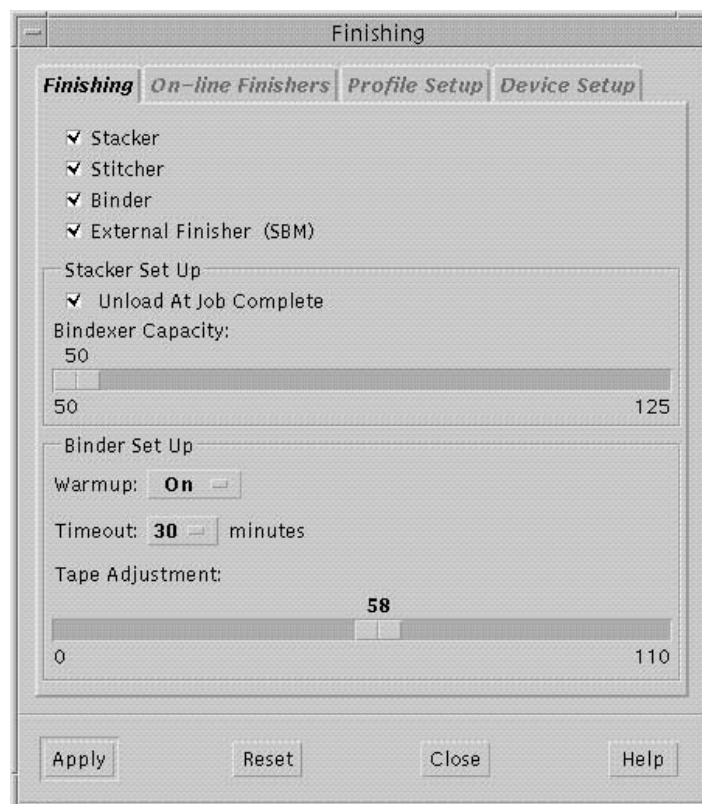 Finishing
Finishing On-line Finishers Profile Setup Device Setup
Stacker
Stitcher
Binder
External Finisher (SBM)
Stacker Set Up
Unload At Job Complete
Bindexer Capacity:
50
50 125
Binder Set Up
Warmup: On
Timeout: 30 minutes
Tape Adjustment:
58
0 110
Apply Reset Close Help